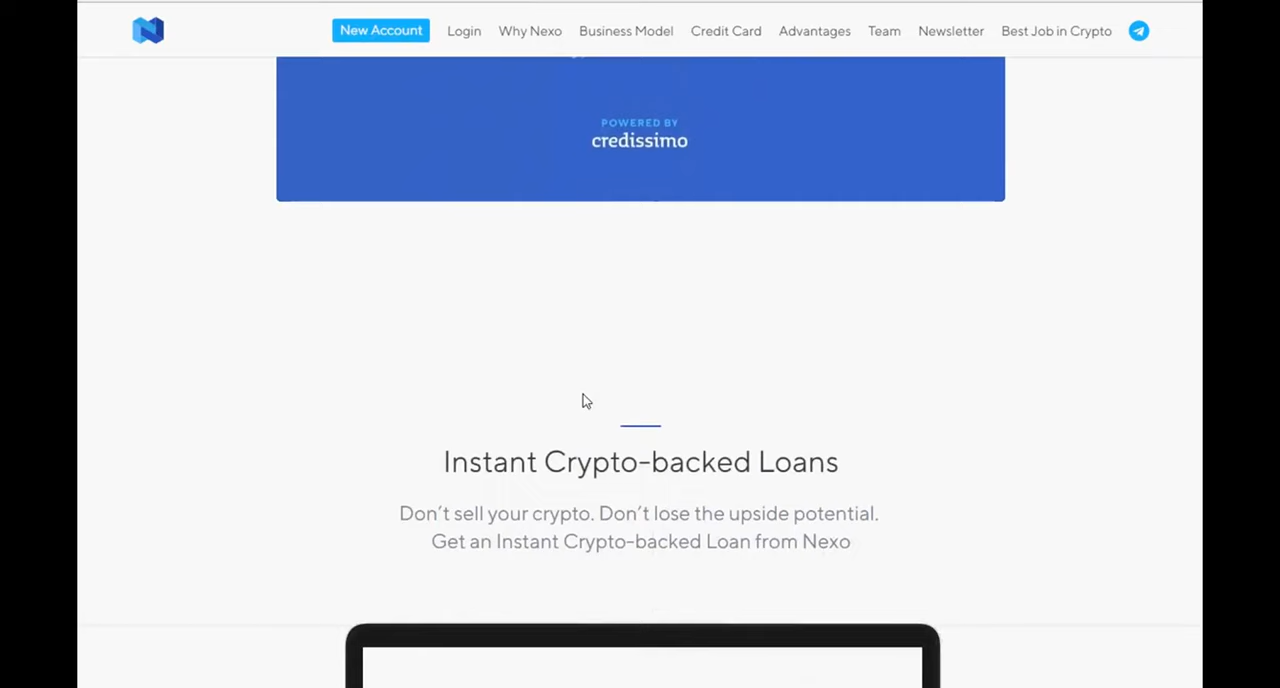 New Account Login Why Nexo Business Model Credit Card Advantages Team Newsletter Best Job in Crypto
POWERED BY
credissimo
Instant Crypto-backed Loans
Don’t sell your crypto. Don’t lose the upside potential.
Get an Instant Crypto-backed Loan from Nexo